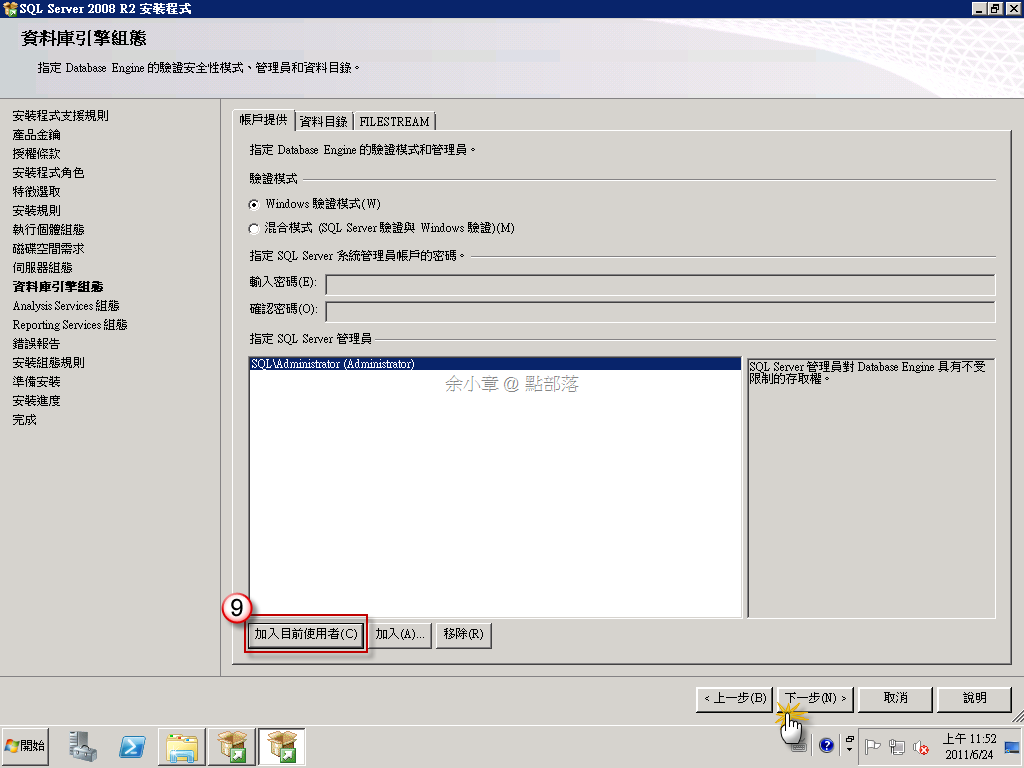 SQL Server 2008 R2 安裝程式
資料庫引擎組態
指定 Database Engine 的驗證安全性模式、管理員和資料目錄。
安裝程式支援規則
產品金鑰
授權條款
安裝程式角色
特徵選取
安裝規則
執行個體組態
磁碟空間需求
伺服器組態
資料庫引擎組態
Analysis Services 組態
Reporting Services 組態
錯誤報告
安裝組態規則
準備安裝
安裝進度
完成
帳戶提供 資料目錄 FILESTREAM
指定 Database Engine 的驗證模式和管理員。
驗證模式
Windows 驗證模式(W)
混合模式 (SQL Server 驗證與 Windows 驗證)(M)
指定 SQL Server 系統管理員帳戶的密碼。
輸入密碼(E):
確認密碼(O):
指定 SQL Server 管理員
SQL\Administrator (Administrator)
余小章 @ 點部落
SQL Server 管理員對 Database Engine 具有不受
限制的存取權。
9
加入目前使用者(C) 加入(A)... 移除(R)
< 上一步(B) 下一步(N) > 取消 說明
開始
上午 11:52
2011/6/24